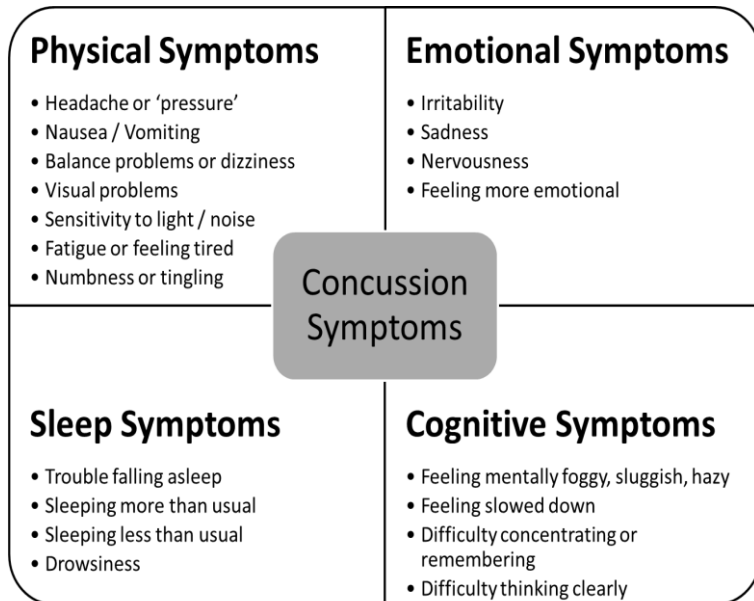 Physical Symptoms
• Headache or ‘pressure’
• Nausea / Vomiting
• Balance problems or dizziness
• Visual problems
• Sensitivity to light / noise
• Fatigue or feeling tired
• Numbness or tingling
Emotional Symptoms
• Irritability
• Sadness
• Nervousness
• Feeling more emotional
Concussion
Symptoms
Sleep Symptoms
• Trouble falling asleep
• Sleeping more than usual
• Sleeping less than usual
• Drowsiness
Cognitive Symptoms
• Feeling mentally foggy, sluggish, hazy
• Feeling slowed down
• Difficulty concentrating or
remembering
• Difficulty thinking clearly